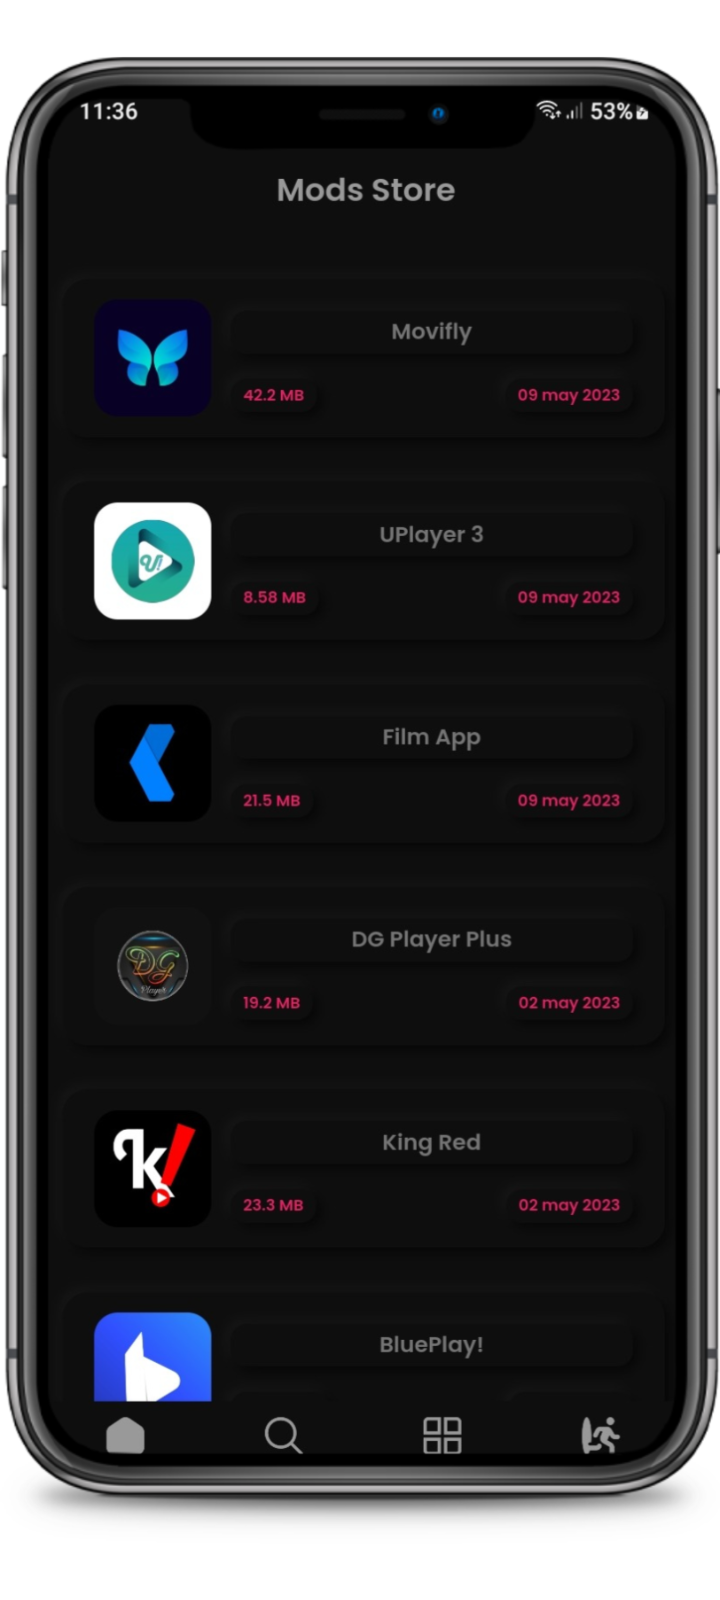 11:36 53%
Mods Store
Movifly
42.2 MB 09 may 2023
UPlayer 3
8.58 MB 09 may 2023
Film App
21.5 MB 09 may 2023
DG Player Plus
DG
Player
19.2 MB 02 may 2023
King Red
k!
23.3 MB 02 may 2023
BluePlay!